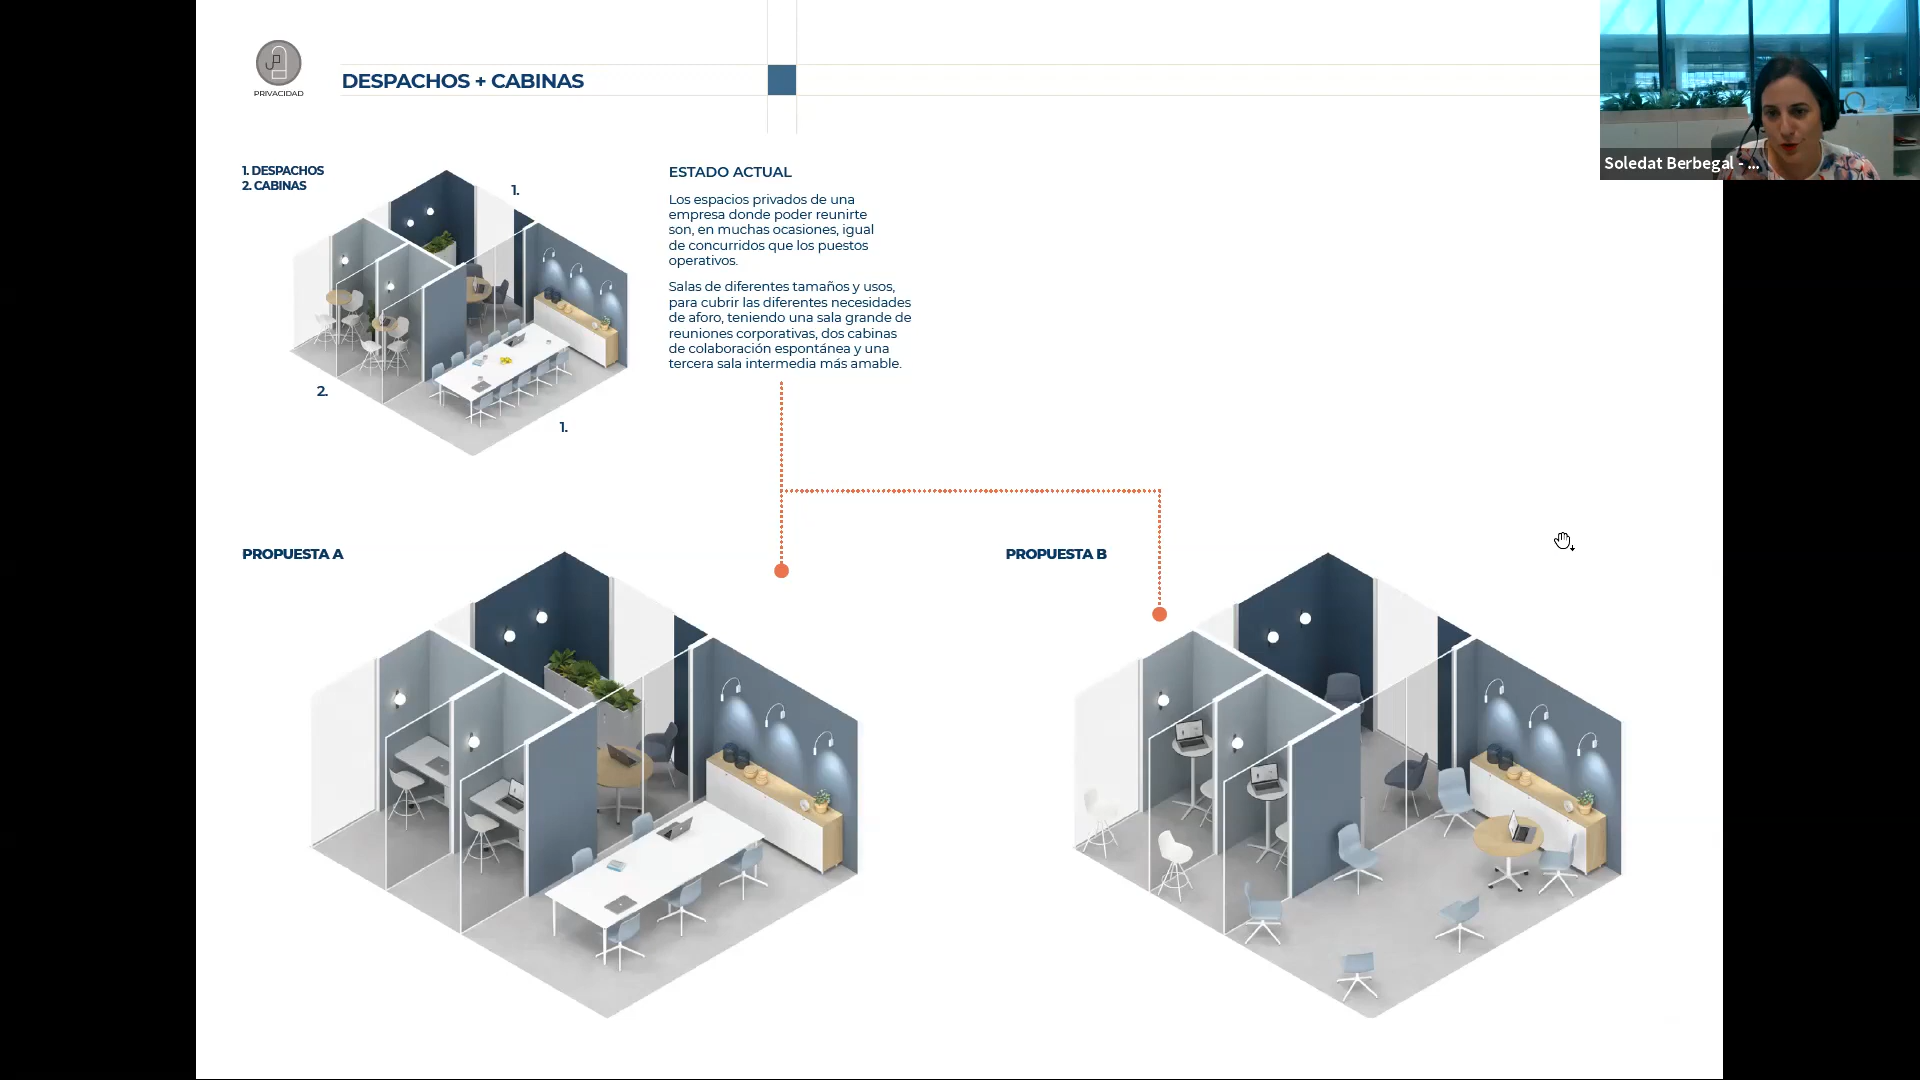 PRIVACIDAD
DESPACHOS + CABINAS
Soledat Berbegal - ...
1. DESPACHOS
2. CABINAS
1.
2.
1.
ESTADO ACTUAL
Los espacios privados de una
empresa donde poder reunirte
son, en muchas ocasiones, igual
de concurridos que los puestos
operativos.
Salas de diferentes tamaños y usos,
para cubrir las diferentes necesidades
de aforo, teniendo una sala grande de
reuniones corporativas, dos cabinas
de colaboración espontánea y una
tercera sala intermedia más amable.
PROPUESTA A
PROPUESTA B